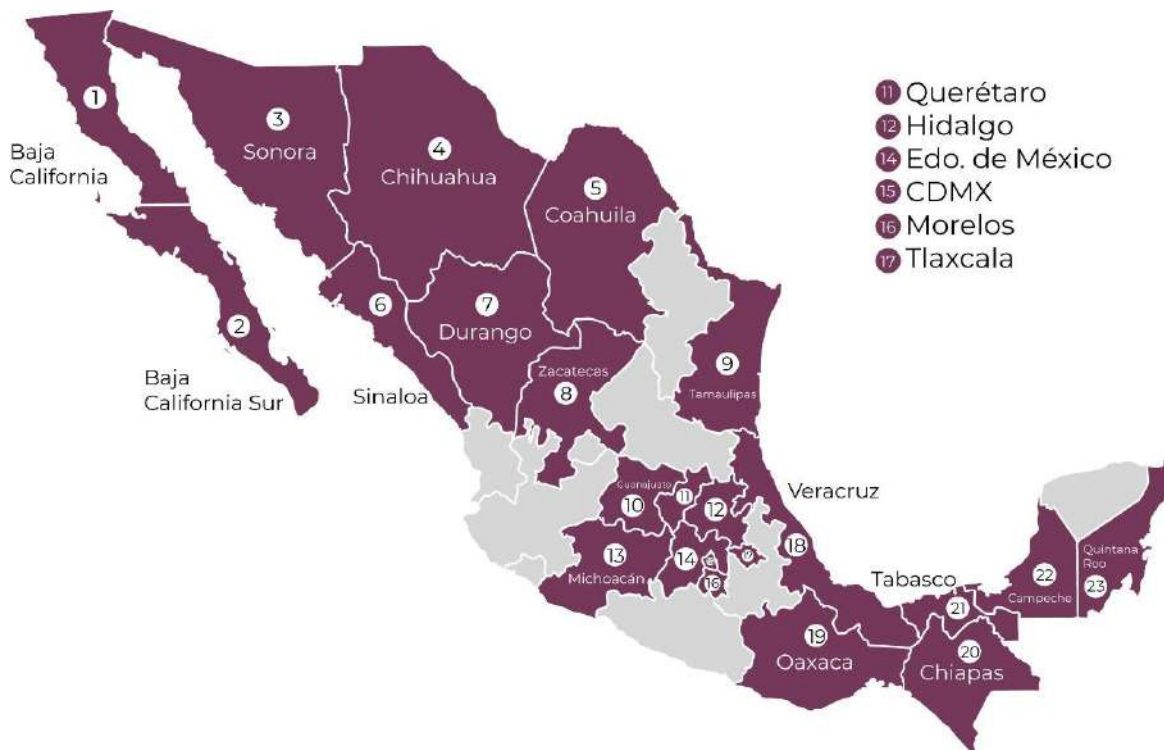 1
Baja
California
2
Baja
California Sur
3
Sonora
4
Chihuahua
5
Coahuila
6
Sinaloa
7
Durango
Zacatecas
8
9
Tamaulipas
Guanajuato
10
11
12
13
Michoacán
14
16
17
Veracruz
18
19
Oaxaca
20
Chiapas
Tabasco
21
22
Campeche
Quintana
Roo
23
11 Querétaro
12 Hidalgo
14 Edo. de México
15 CDMX
16 Morelos
17 Tlaxcala